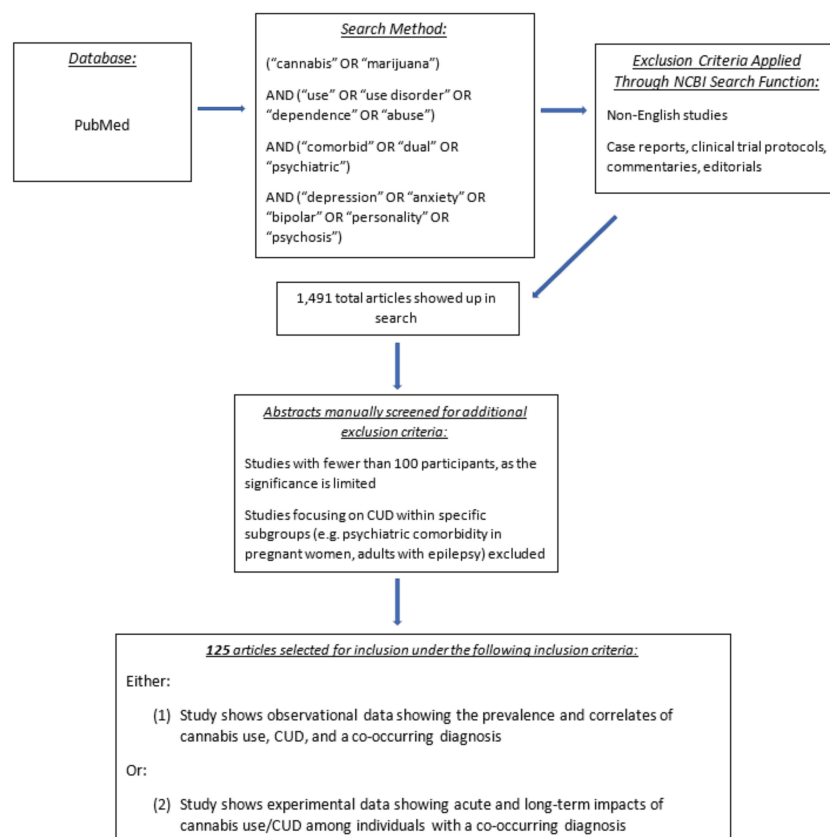 Database:
PubMed
Search Method:
(“cannabis” OR “marijuana”)
AND (“use” OR “use disorder” OR
“dependence” OR “abuse”)
AND (“comorbid” OR “dual” OR
“psychiatric”)
AND (“depression” OR “anxiety” OR
“bipolar” OR “personality” OR
“psychosis”)
Exclusion Criteria Applied
Through NCBI Search Function:
Non-English studies
Case reports, clinical trial protocols,
commentaries, editorials
1,491 total articles showed up in
search
Abstracts manually screened for additional
exclusion criteria:
Studies with fewer than 100 participants, as the
significance is limited
Studies focusing on CUD within specific
subgroups (e.g. psychiatric comorbidity in
pregnant women, adults with epilepsy) excluded
125 articles selected for inclusion under the following inclusion criteria:
Either:
(1) Study shows observational data showing the prevalence and correlates of
cannabis use, CUD, and a co-occurring diagnosis
Or:
(2) Study shows experimental data showing acute and long-term impacts of
cannabis use/CUD among individuals with a co-occurring diagnosis